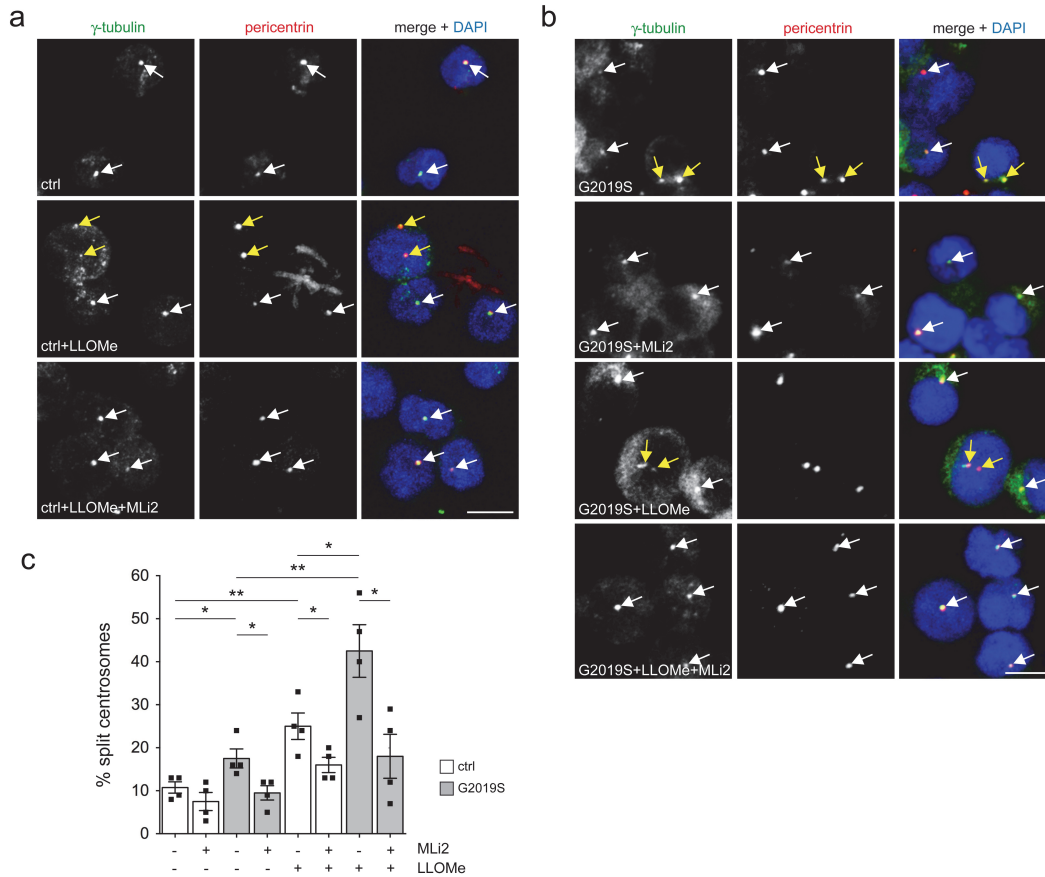 a
γ-tubulin pericentrin merge + DAPI
ctrl
ctrl+LLOMe
ctrl+LLOMe+MLi2
b
γ-tubulin pericentrin merge + DAPI
G2019S
G2019S+MLi2
G2019S+LLOMe
G2019S+LLOMe+MLi2
c
% split centrosomes
60
50
40
30
20
10
0
* ** * ** * * *
ctrl
G2019S
- + - + - + - + MLi2
- - - - + + + + LLOMe